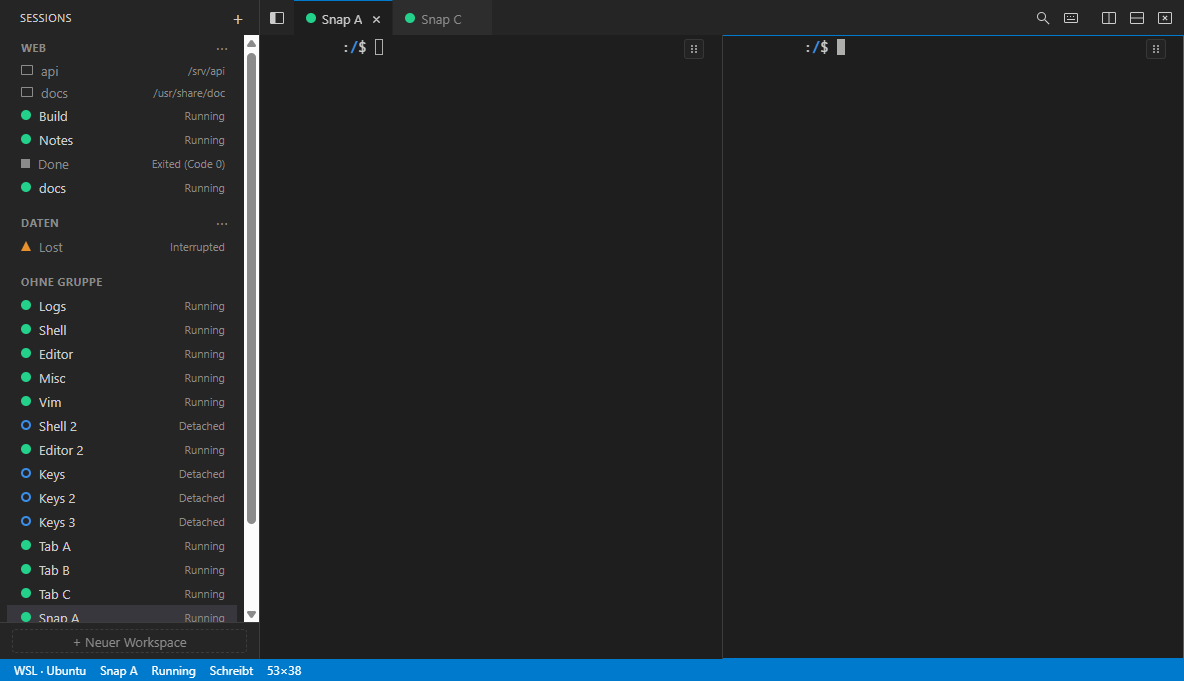 SESSIONS +
WEB ...
api /srv/api
docs /usr/share/doc
Build Running
Notes Running
Done Exited (Code 0)
docs Running
DATEN ...
Lost Interrupted
OHNE GRUPPE
Logs Running
Shell Running
Editor Running
Misc Running
Vim Running
Shell 2 Detached
Editor 2 Running
Keys Detached
Keys 2 Detached
Keys 3 Detached
Tab A Running
Tab B Running
Tab C Running
Snap A Running
+ Neuer Workspace
Snap A × Snap C
:/$
:/$
WSL · Ubuntu Snap A Running Schreibt 53×38